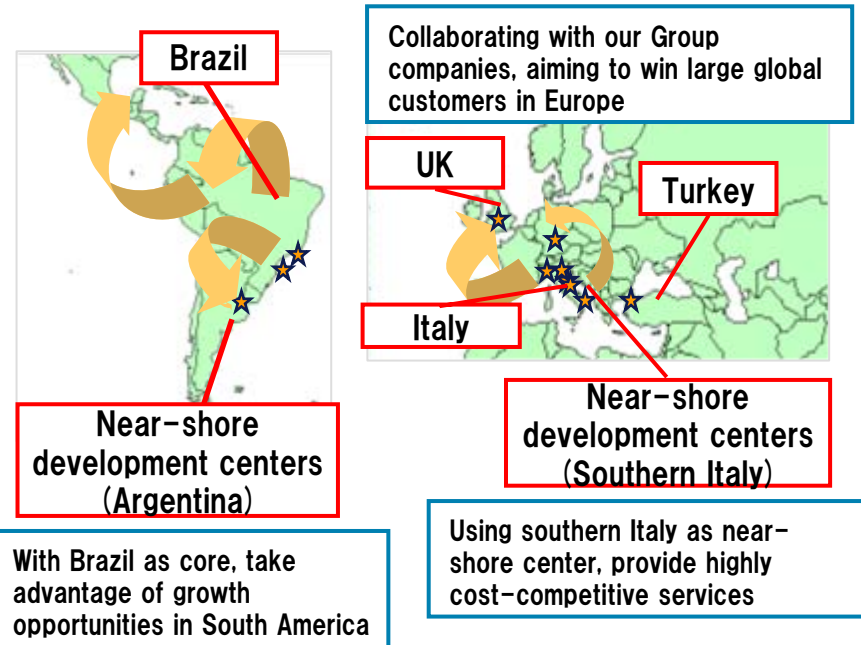 Brazil
Near-shore
development centers
(Argentina)
With Brazil as core, take
advantage of growth
opportunities in South America
Collaborating with our Group
companies, aiming to win large global
customers in Europe
UK
Turkey
Italy
Near-shore
development centers
(Southern Italy)
Using southern Italy as near-
shore center, provide highly
cost-competitive services